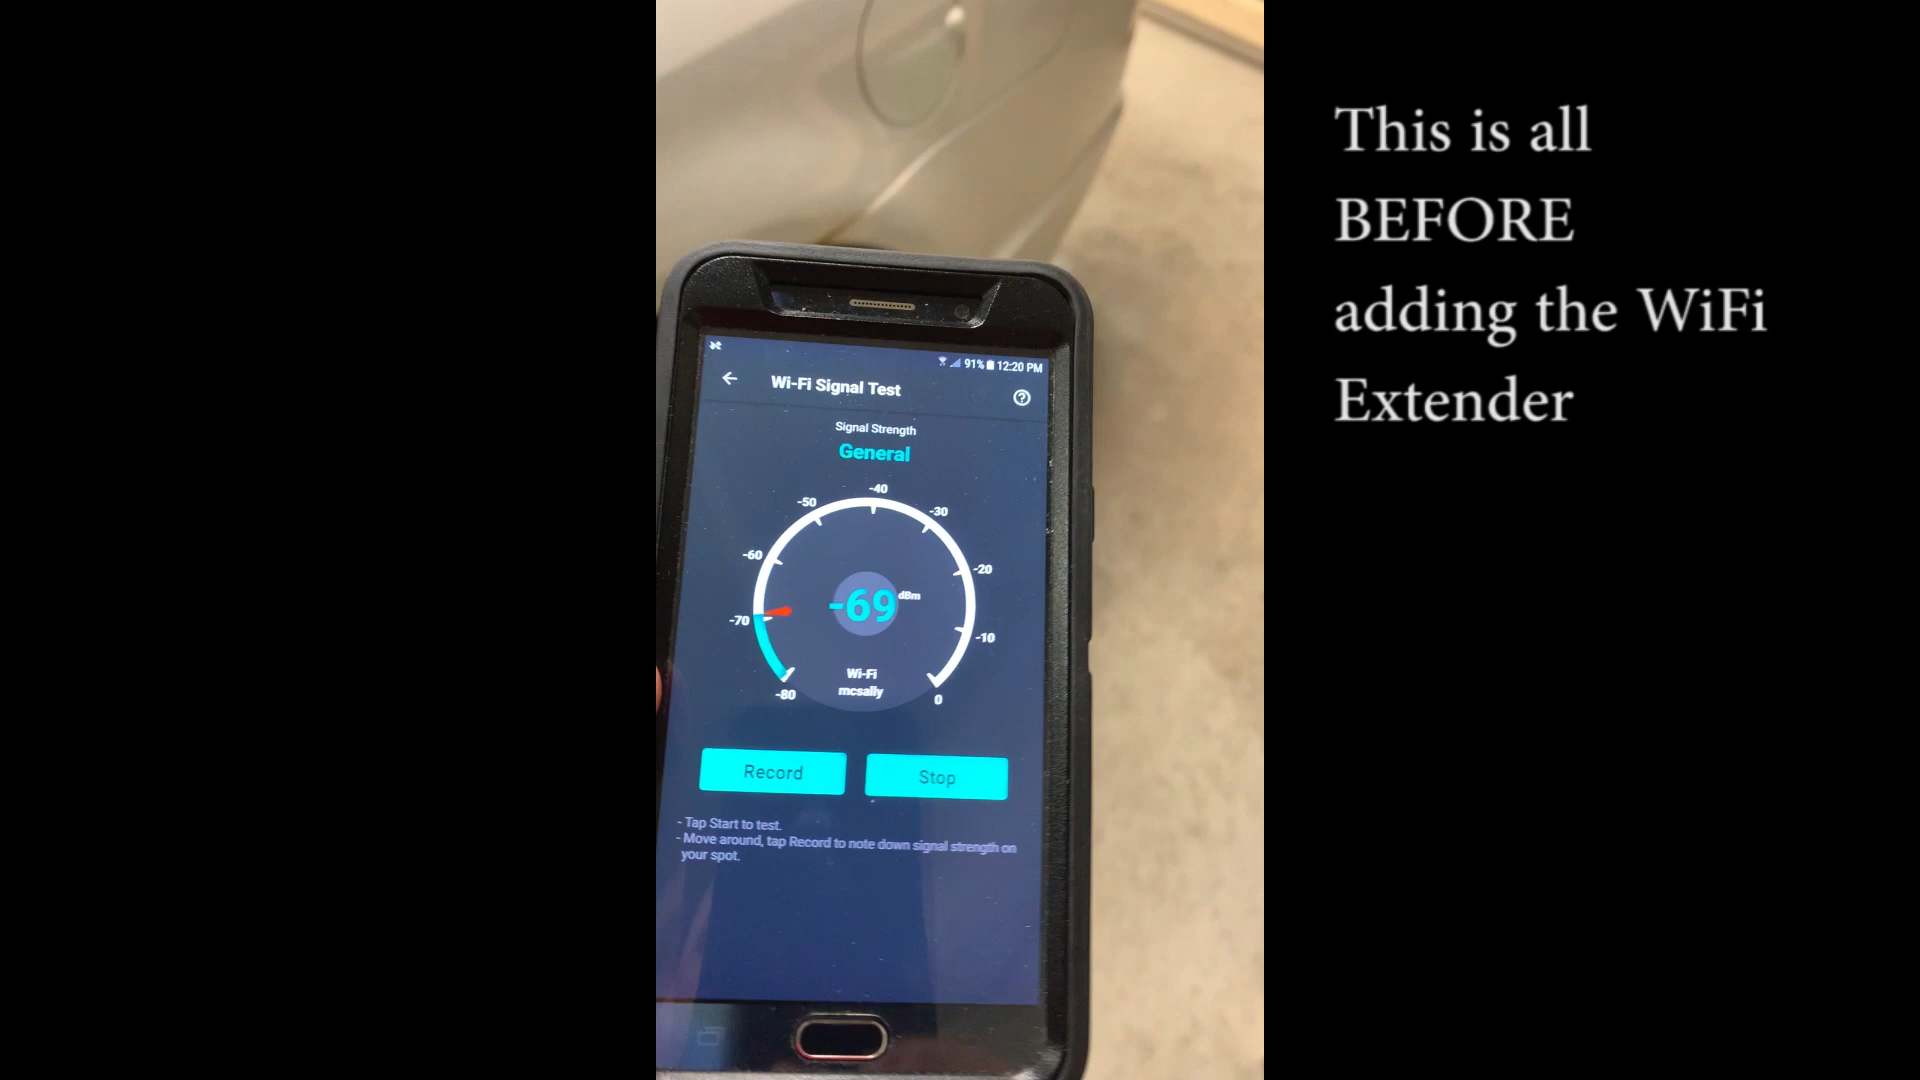 This is all
BEFORE
adding the WiFi
Extender
91% 12:20 PM
Wi-Fi Signal Test
Signal Strength
General
-40
-50
-30
-60
-20
-69 dBm
-70
-10
Wi-Fi
mcsally
-80
0
Record
Stop
- Tap Start to test.
- Move around, tap Record to note down signal strength on
your spot.